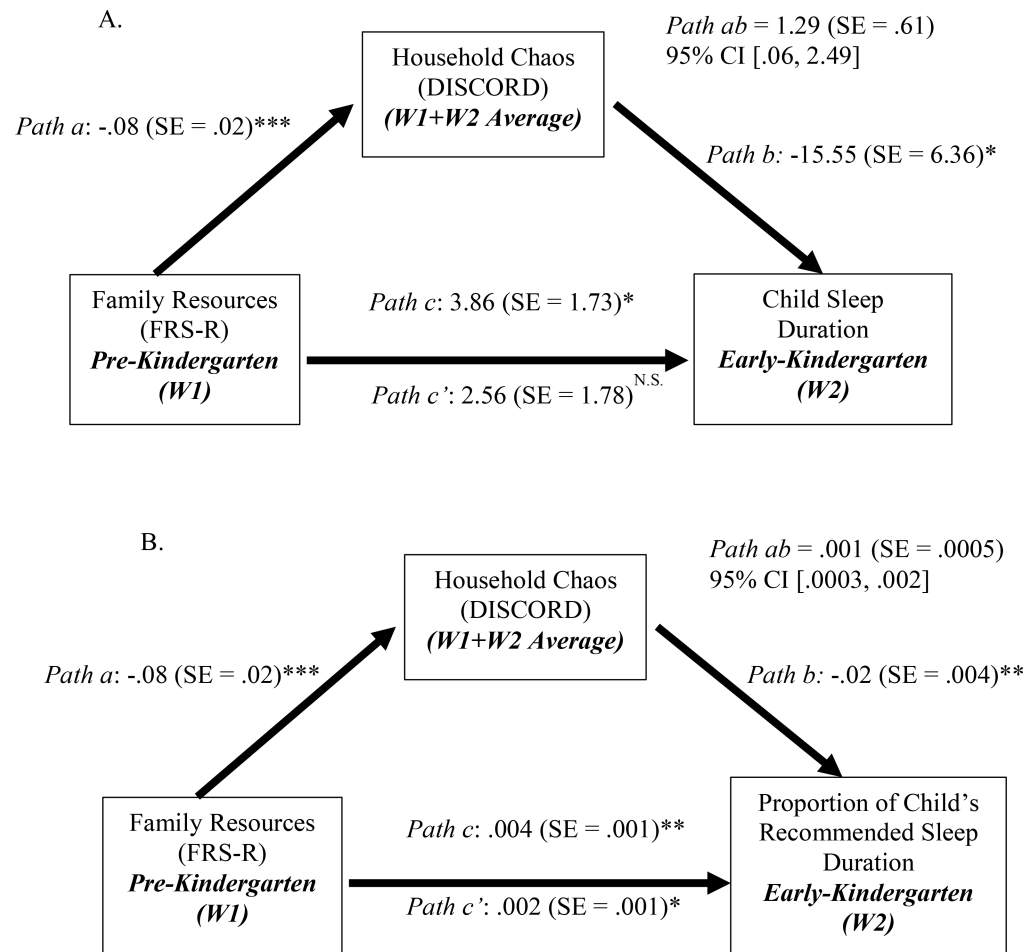 A.
Path ab = 1.29 (SE = .61)
95% CI [.06, 2.49]
Household Chaos
(DISCORD)
(W1+W2 Average)
Path a: -.08 (SE = .02)***
Path b: -15.55 (SE = 6.36)*
Family Resources
(FRS-R)
Pre-Kindergarten
(W1)
Path c: 3.86 (SE = 1.73)*
Path c’: 2.56 (SE = 1.78)N.S.
Child Sleep
Duration
Early-Kindergarten
(W2)
B.
Path ab = .001 (SE = .0005)
95% CI [.0003, .002]
Household Chaos
(DISCORD)
(W1+W2 Average)
Path a: -.08 (SE = .02)***
Path b: -.02 (SE = .004)**
Family Resources
(FRS-R)
Pre-Kindergarten
(W1)
Path c: .004 (SE = .001)**
Path c’: .002 (SE = .001)*
Proportion of Child’s
Recommended Sleep
Duration
Early-Kindergarten
(W2)